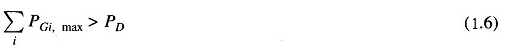 ∑_i P_{Gi, max} > P_D (1.6)